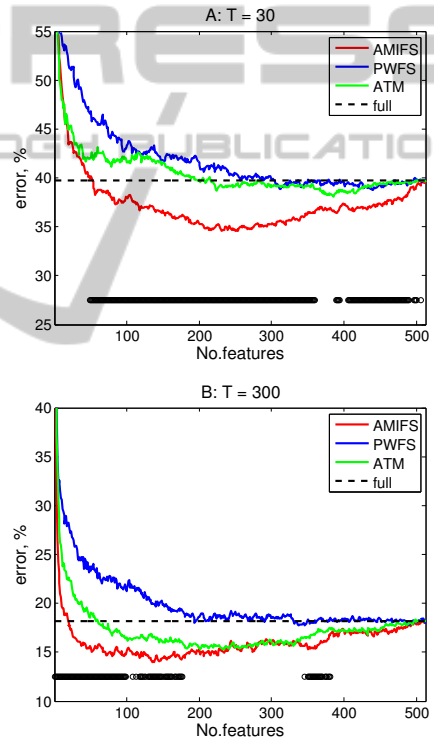 A: T = 30
55
50
45
40
35
30
25
error, %
100
200
300
400
500
No.features
AMIFS
PWFS
ATM
full
B: T = 300
40
35
30
25
20
15
10
error, %
100
200
300
400
500
No.features
AMIFS
PWFS
ATM
full